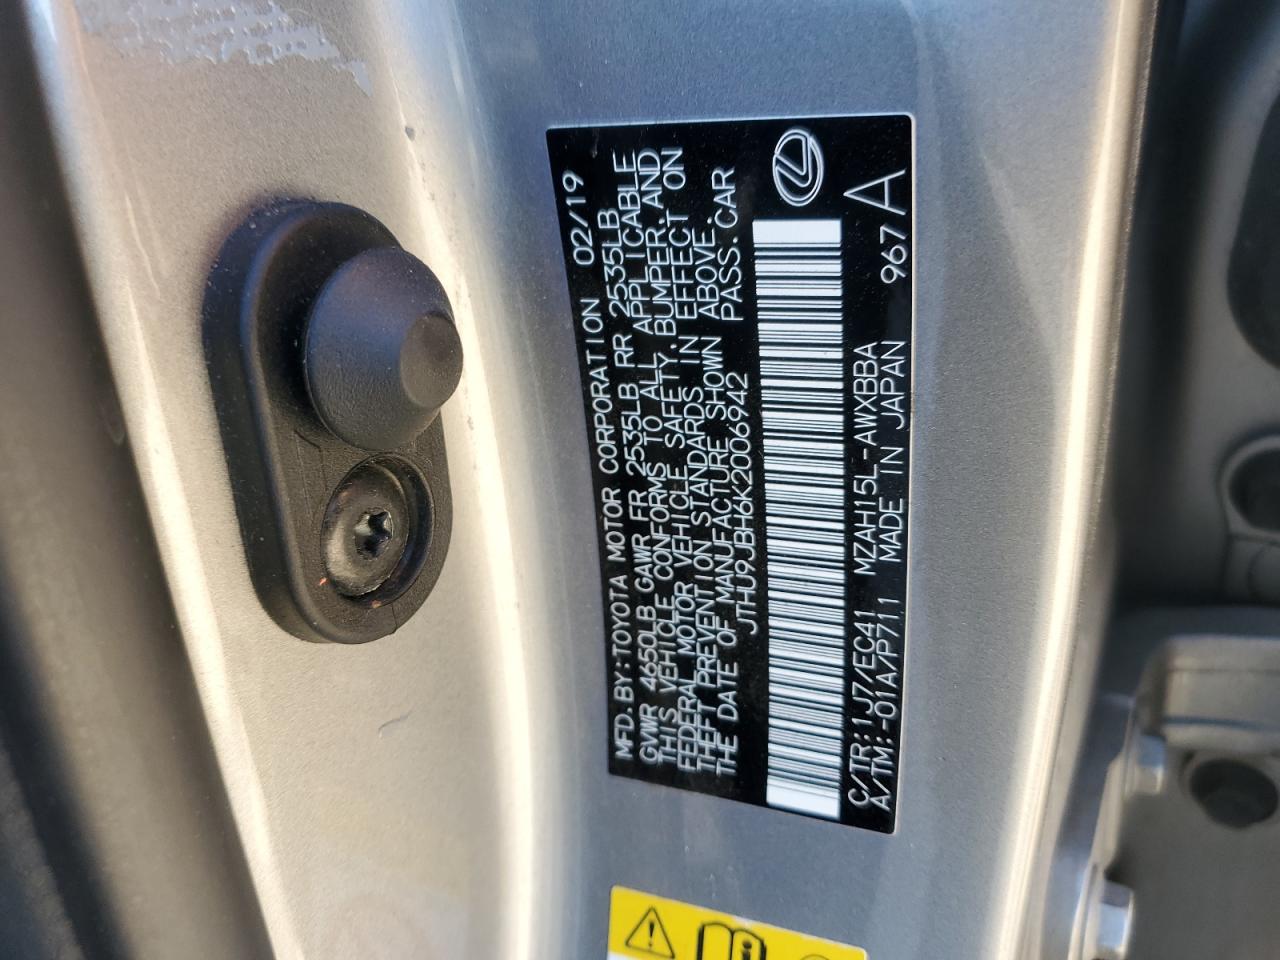 MFD.BY:TOYOTA MOTOR CORPORATION 02/19
GVWR 4650LB GAWR FR 2535LB RR 2535LB
THIS VEHICLE CONFORMS TO ALL APPLICABLE
FEDERAL MOTOR VEHICLE SAFETY,BUMPER,AND
THEFT PREVENTION STANDARDS IN EFFECT ON
THE DATE OF MANUFACTURE SHOWN ABOVE.
JTHU9JBH6K2006942 PASS.CAR
C/TR:1J7/EC41 MZAH15L-AWXBBA
A/TM:-01A/P711 MADE IN JAPAN 967 A